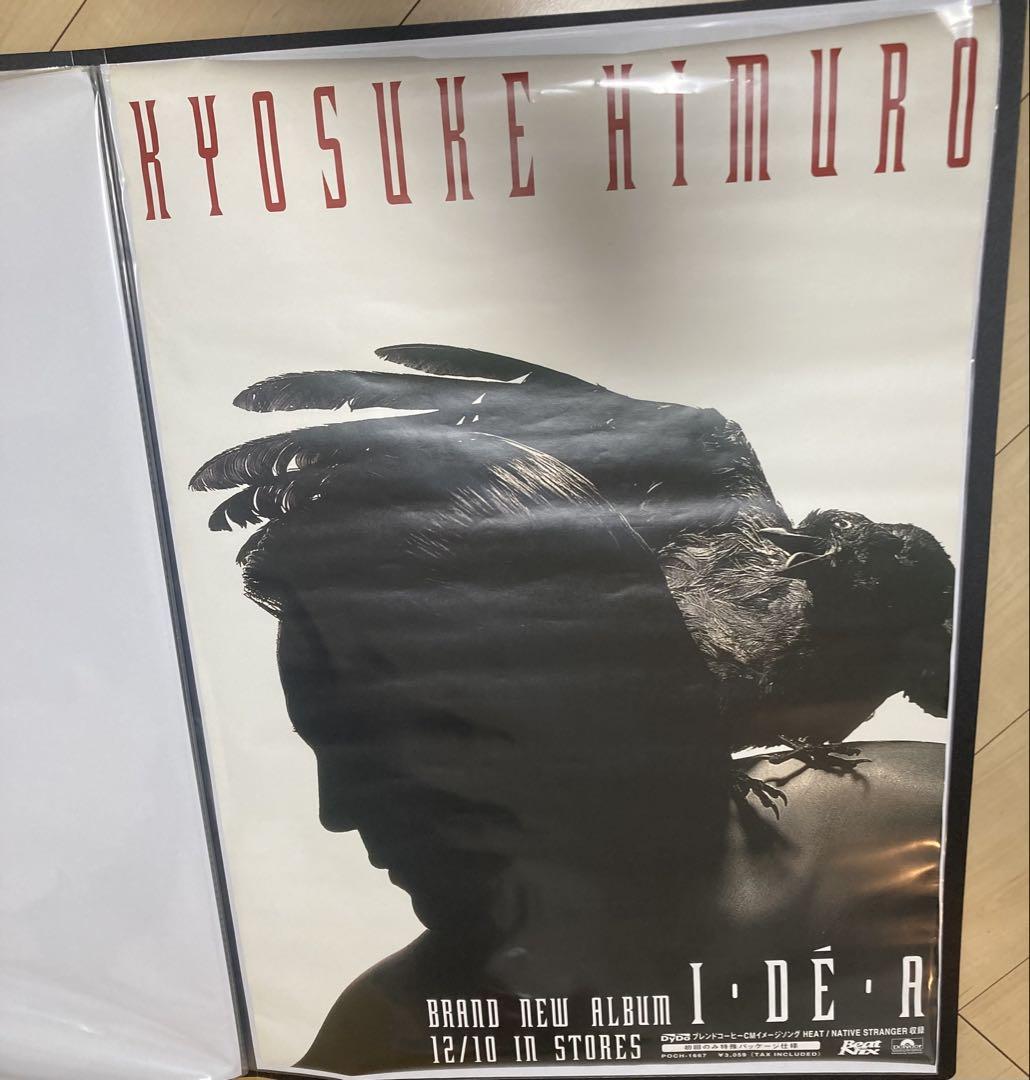 KYOSUKE HIMURO
BRAND NEW ALBUM I・DÉ・A
12/10 IN STORES
DyDo ブレンドコーヒーCMイメージソング HEAT / NATIVE STRANGER 収録
初回のみ特殊パッケージ仕様
POCH-1667 ¥3,059 (TAX INCLUDED)
Beat Nix
Polydor